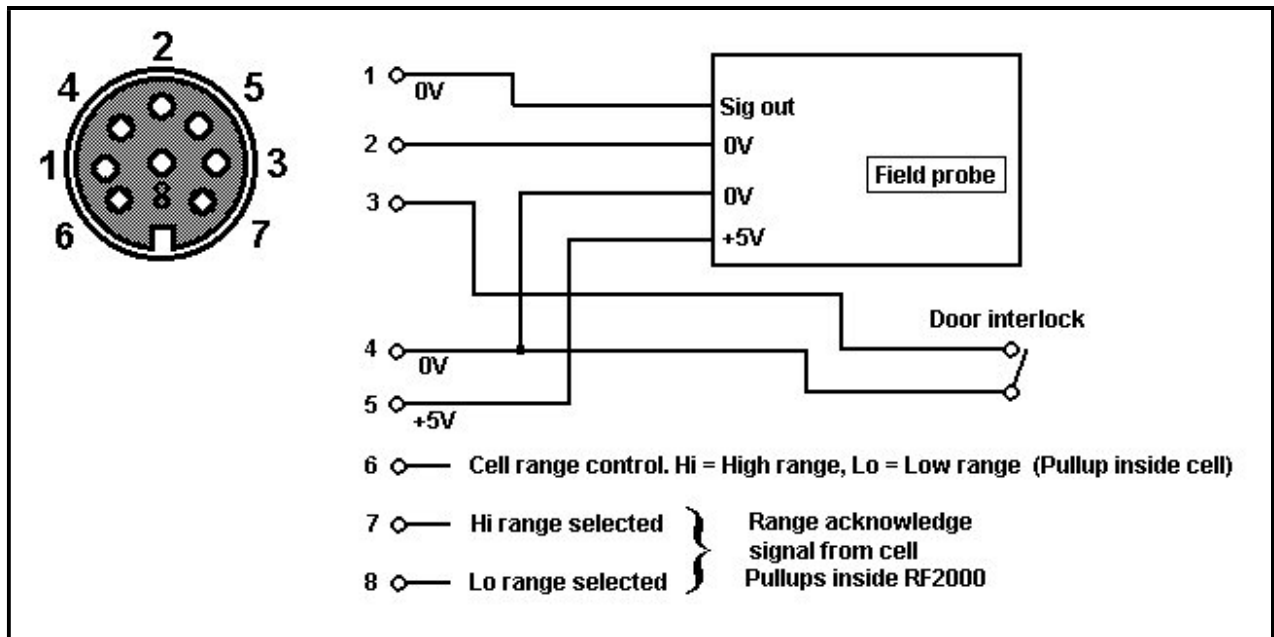 2
4
5
1
3
8
6
7
1
0V
Sig out
2
0V
3
0V
Field probe
+5V
Door interlock
4
0V
5
+5V
6 Cell range control. Hi = High range, Lo = Low range (Pullup inside cell)
7 Hi range selected
8 Lo range selected
Range acknowledge
signal from cell
Pullups inside RF2000